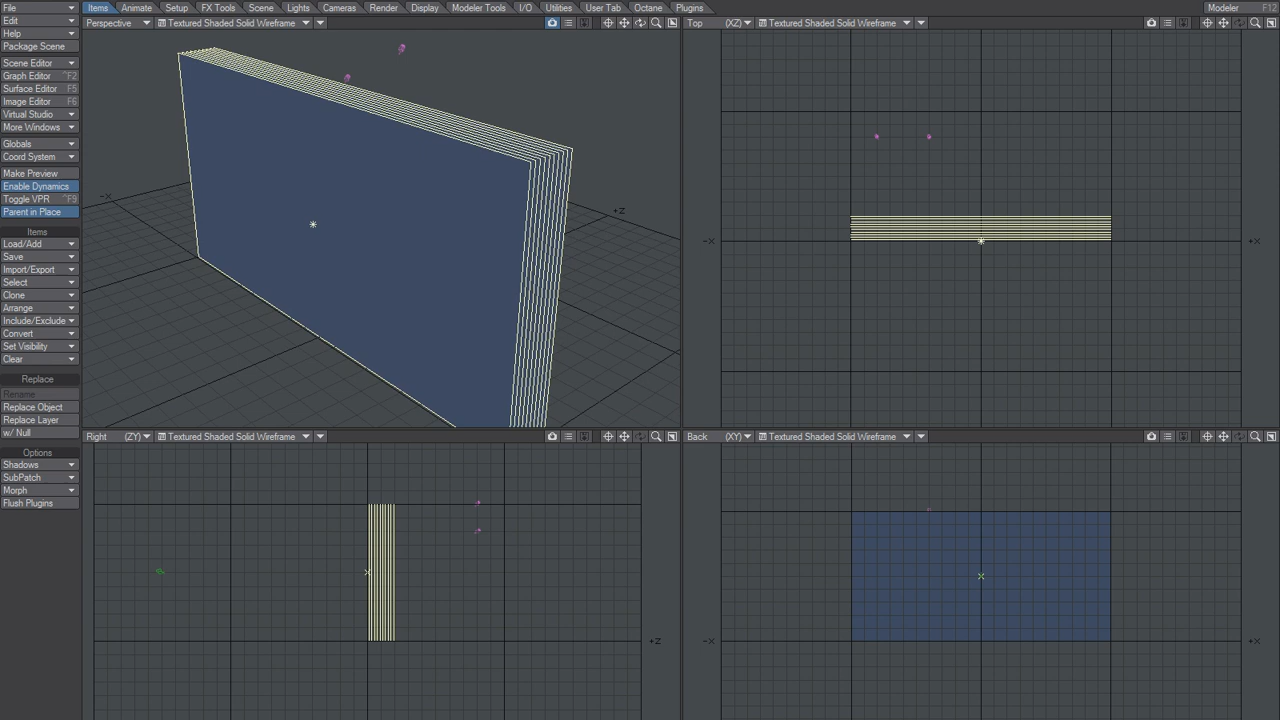 File
Items Animate Setup FX Tools Scene Lights Cameras Render Display Modeler Tools I/O Utilities User Tab Octane Plugins Modeler F12
Edit
Perspective Textured Shaded Solid Wireframe Top (XZ) Textured Shaded Solid Wireframe
Help
Package Scene
Scene Editor
Graph Editor ^F2
Surface Editor F5
Image Editor F6
Virtual Studio
More Windows
Globals
Coord System
Make Preview
Enable Dynamics
Toggle VPR ^F9
Parent in Place
-X
+Z
Items
Load/Add
-X +X
Save
Import/Export
Select
Clone
Arrange
Include/Exclude
Convert
Set Visibility
Clear
Replace
Rename
Replace Object
Replace Layer
w/ Null
Right (ZY) Textured Shaded Solid Wireframe Back (XY) Textured Shaded Solid Wireframe
Options
Shadows
SubPatch
Morph
Flush Plugins
+Z
-X +X